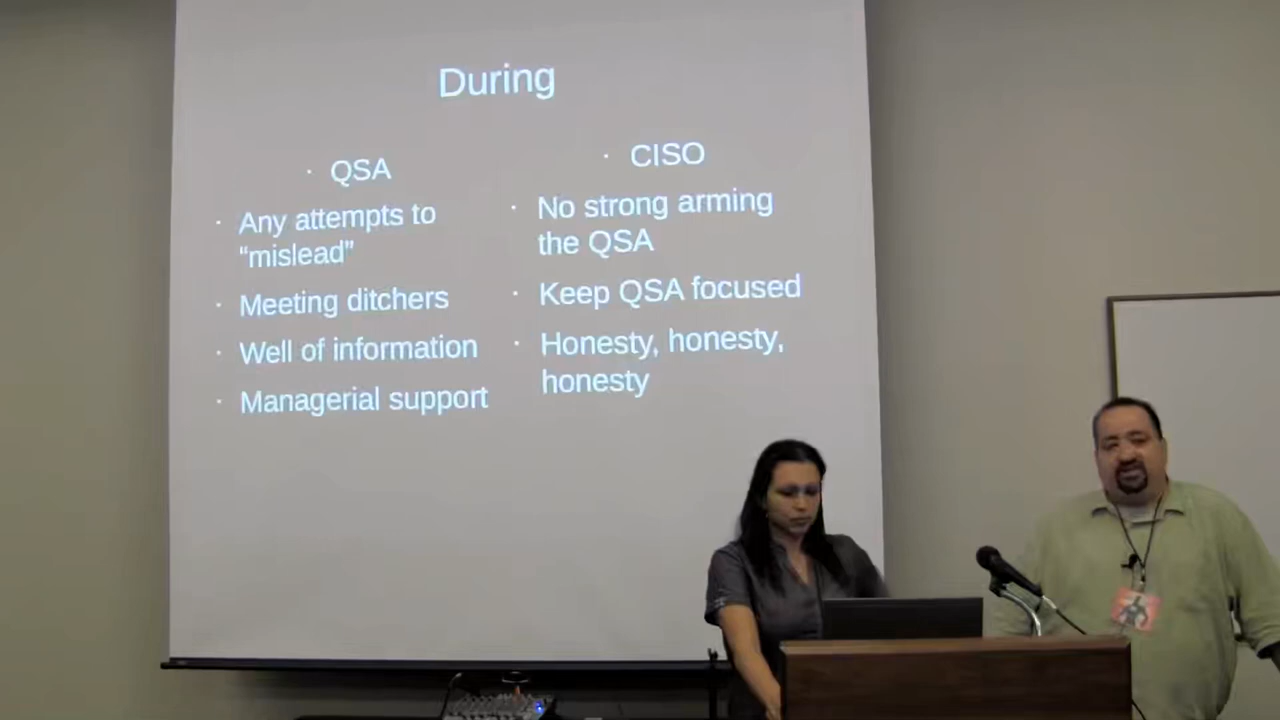 During
· QSA
· Any attempts to
“mislead”
· Meeting ditchers
· Well of information
· Managerial support
· CISO
· No strong arming
the QSA
· Keep QSA focused
· Honesty, honesty,
honesty